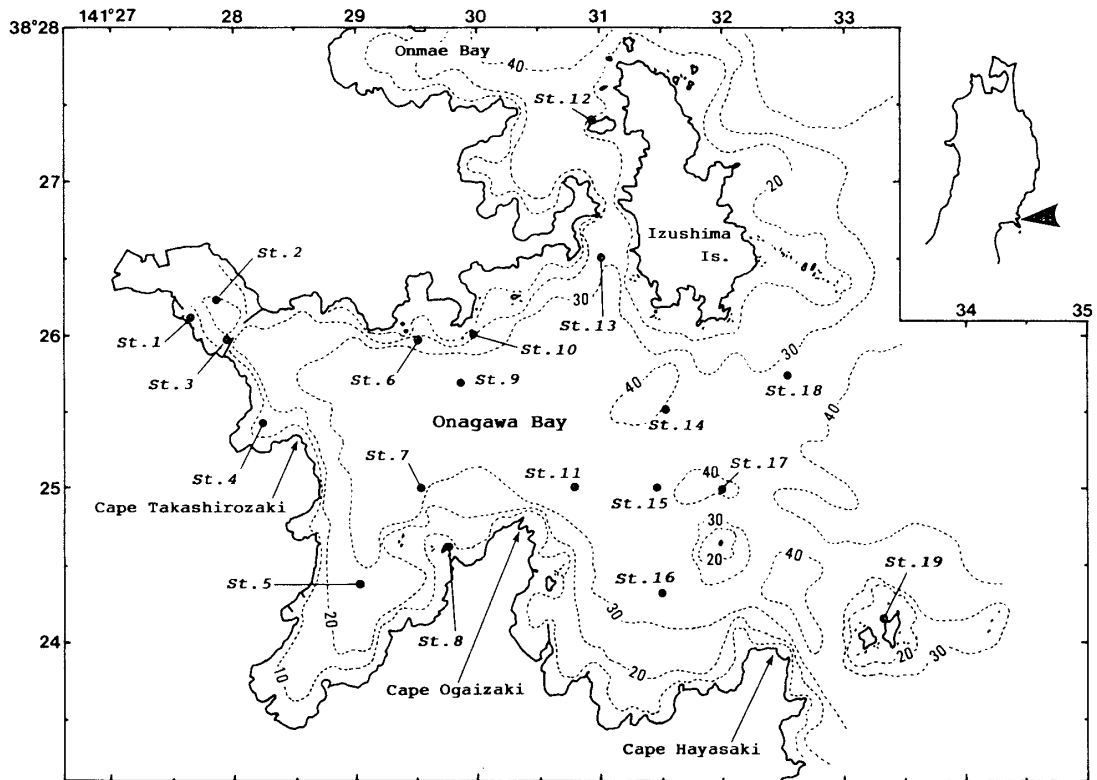 141°27 28 29 30 31 32 33
38°28
Onmae Bay
40
St.12
27
20
Izushima
Is.
St.2
30
St.13
St.1
26
St.3
St.6
St.10
St.9
30
St.18
34 35
40
40
St.14
Onagawa Bay
St.7
St.11
40
St.17
St.4
25
St.15
Cape Takashirozaki
30
20
40
St.5
St.16
St.19
20
30
St.8
24
20
30
10
20
Cape Ogaizaki
Cape Hayasaki